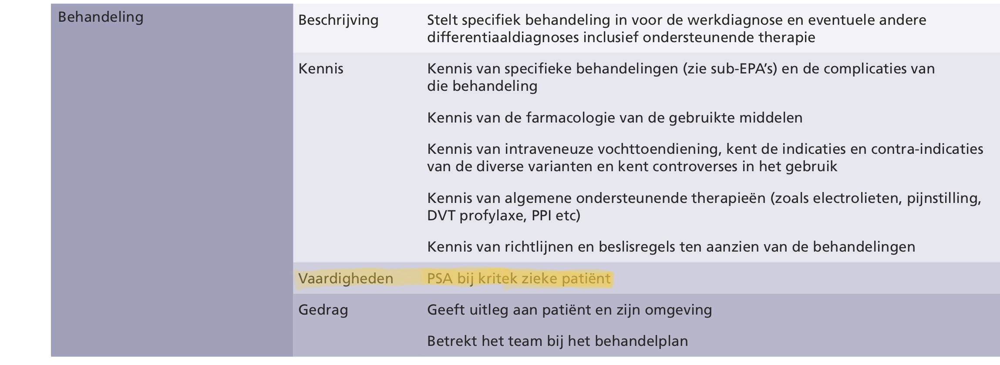 Behandeling
Beschrijving
Stelt specifiek behandeling in voor de werkdiagnose en eventuele andere
differentiaaldiagnoses inclusief ondersteunende therapie
Kennis
Kennis van specifieke behandelingen (zie sub-EPA’s) en de complicaties van
die behandeling
Kennis van de farmacologie van de gebruikte middelen
Kennis van intraveneuze vochttoendiening, kent de indicaties en contra-indicaties
van de diverse varianten en kent controverses in het gebruik
Kennis van algemene ondersteunende therapieën (zoals electrolieten, pijnstilling,
DVT profylaxe, PPI etc)
Kennis van richtlijnen en beslisregels ten aanzien van de behandelingen
Vaardigheden
PSA bij kritek zieke patiënt
Gedrag
Geeft uitleg aan patiënt en zijn omgeving
Betrekt het team bij het behandelplan